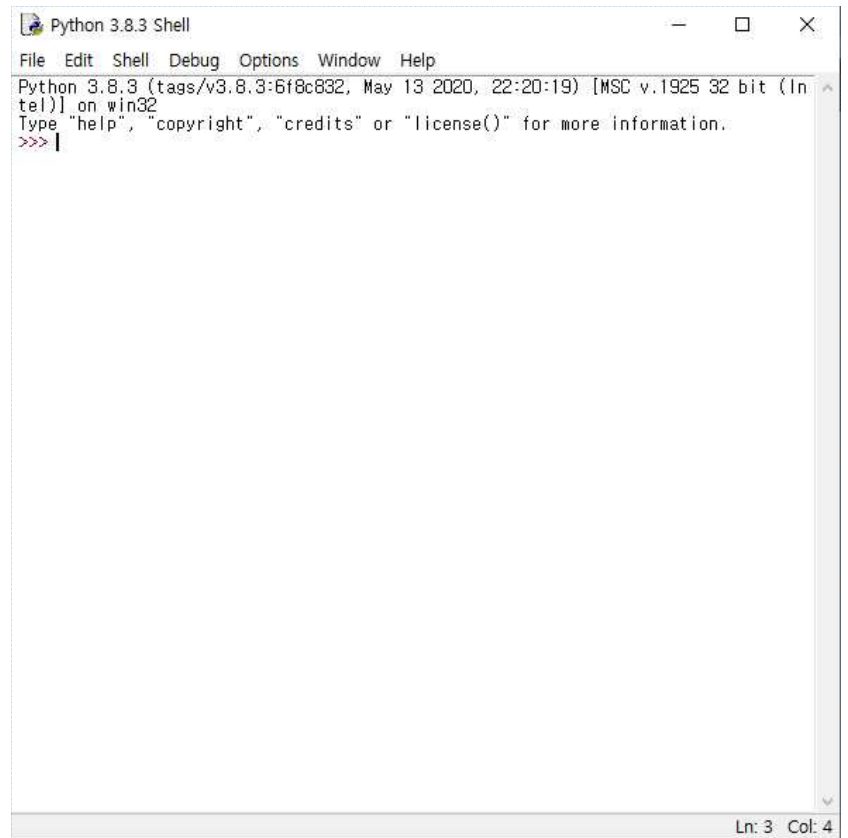 Python 3.8.3 Shell
File Edit Shell Debug Options Window Help
Python 3.8.3 (tags/v3.8.3:6f8c832, May 13 2020, 22:20:19) [MSC v.1925 32 bit (In
tel)] on win32
Type "help", "copyright", "credits" or "license()" for more information.
>>>
Ln: 3 Col: 4